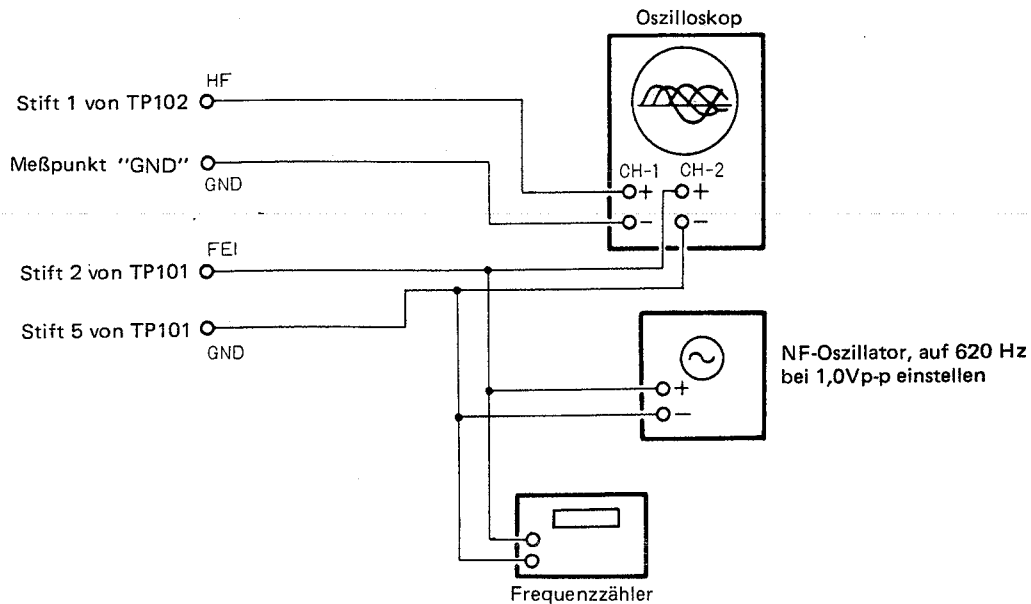 Oszilloskop
HF
Stift 1 von TP102
Meßpunkt "GND"
GND
CH-1 CH-2
+ +
− −
FEI
Stift 2 von TP101
Stift 5 von TP101
GND
NF-Oszillator, auf 620 Hz
bei 1,0Vp-p einstellen
+
−
Frequenzzähler